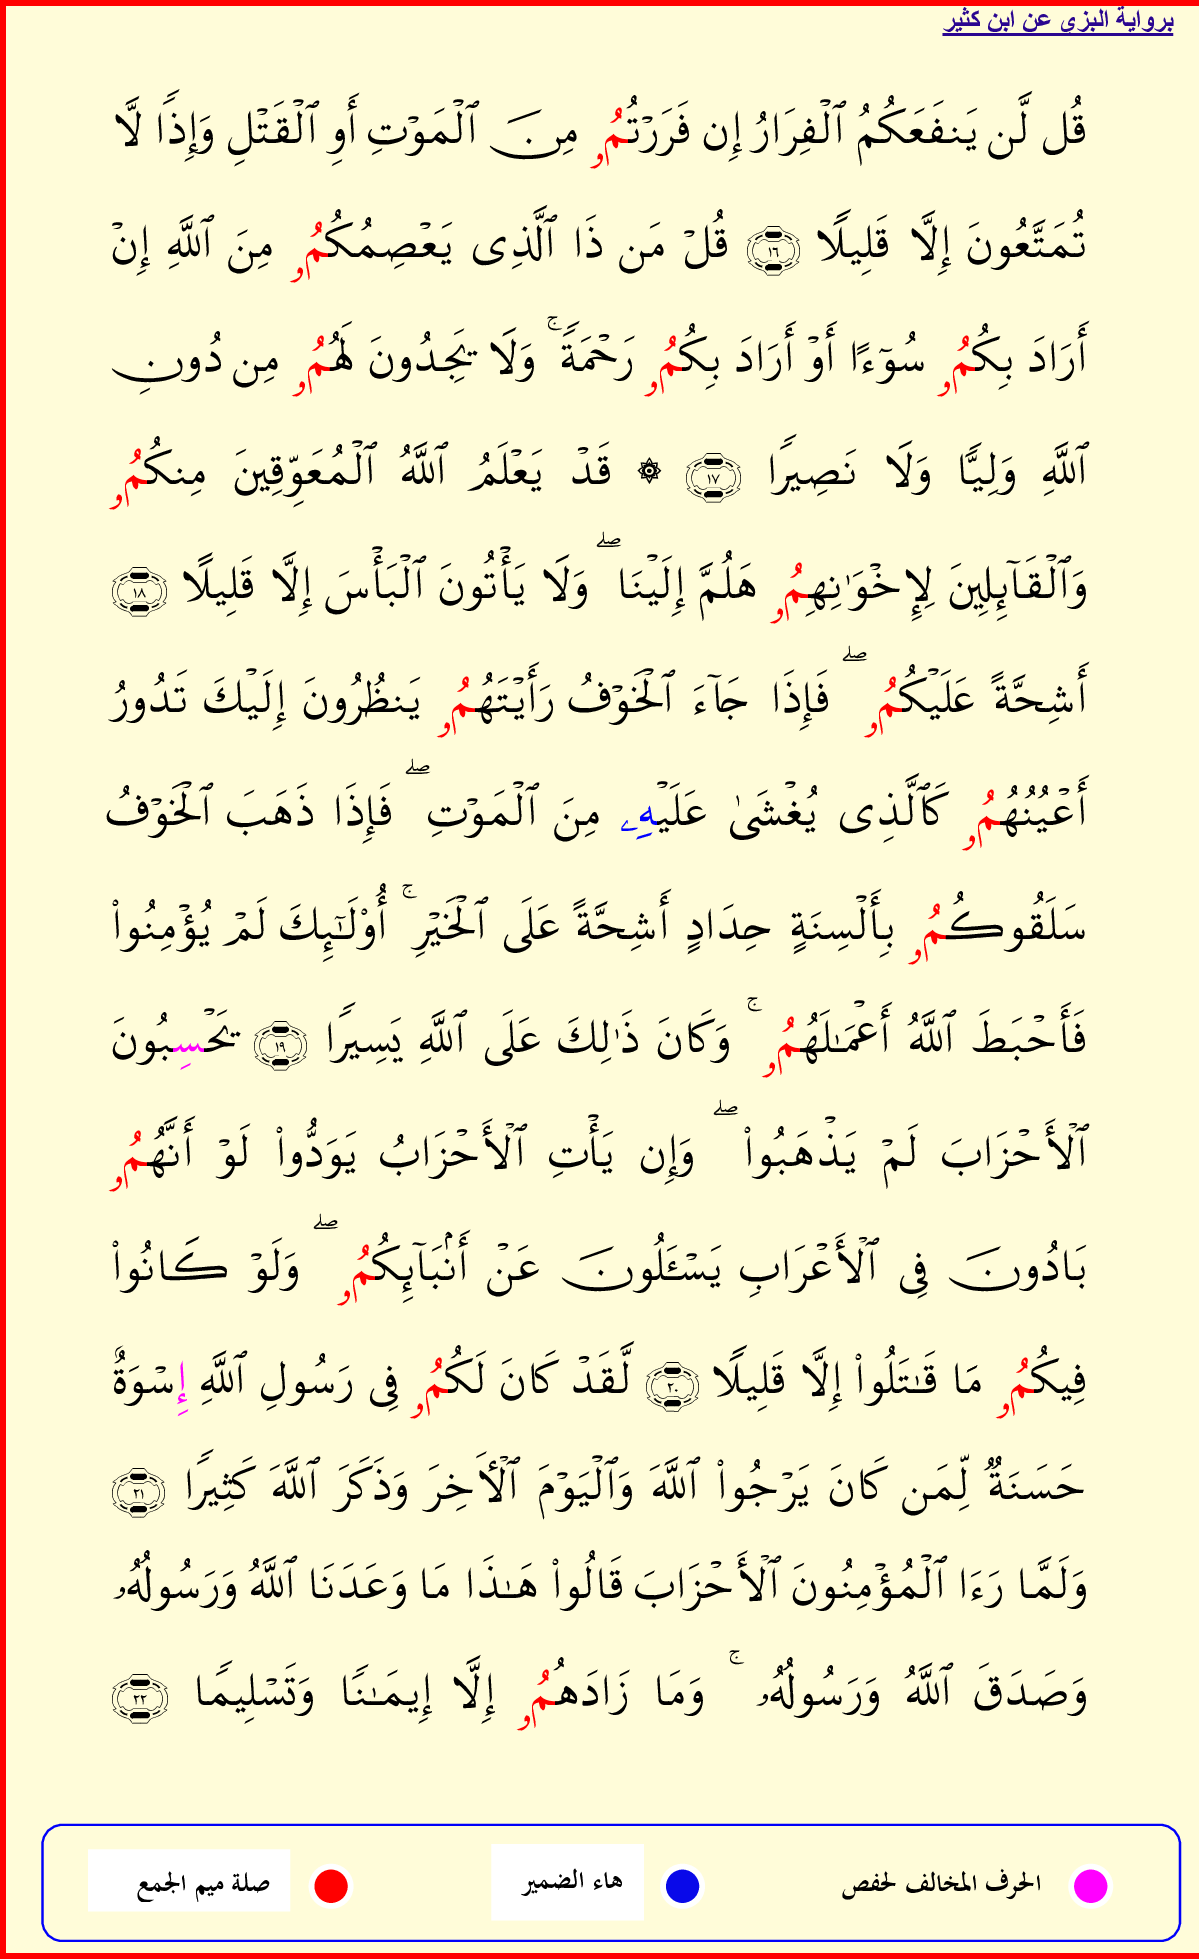 برواية البزى عن ابن كثير
قُل لَّن يَنفَعَكُمُ ٱلۡفِرَارُ إِن فَرَرۡتُمُۥ مِنَ ٱلۡمَوۡتِ أَوِ ٱلۡقَتۡلِ وَإِذٗا لَّا
تُمَتَّعُونَ إِلَّا قَلِيلٗا ١٦ قُلۡ مَن ذَا ٱلَّذِى يَعۡصِمُكُمُۥ مِنَ ٱللَّهِ إِنۡ
أَرَادَ بِكُمُۥ سُوٓءًا أَوۡ أَرَادَ بِكُمُۥ رَحۡمَةٗۚ وَلَا يَجِدُونَ لَهُمُۥ مِن دُونِ
ٱللَّهِ وَلِيّٗا وَلَا نَصِيرٗا ١٧ ۞ قَدۡ يَعۡلَمُ ٱللَّهُ ٱلۡمُعَوِّقِينَ مِنكُمُۥ
وَٱلۡقَآئِلِينَ لِإِخۡوَٰنِهِمُۥ هَلُمَّ إِلَيۡنَاۖ وَلَا يَأۡتُونَ ٱلۡبَأۡسَ إِلَّا قَلِيلًا ١٨
أَشِحَّةً عَلَيۡكُمُۥۖ فَإِذَا جَآءَ ٱلۡخَوۡفُ رَأَيۡتَهُمُۥ يَنظُرُونَ إِلَيۡكَ تَدُورُ
أَعۡيُنُهُمُۥ كَٱلَّذِى يُغۡشَىٰ عَلَيۡهِۦ مِنَ ٱلۡمَوۡتِۖ فَإِذَا ذَهَبَ ٱلۡخَوۡفُ
سَلَقُوكُمُۥ بِأَلۡسِنَةٍ حِدَادٍ أَشِحَّةً عَلَى ٱلۡخَيۡرِۚ أُوْلَٰٓئِكَ لَمۡ يُؤۡمِنُواْ
فَأَحۡبَطَ ٱللَّهُ أَعۡمَٰلَهُمُۥۚ وَكَانَ ذَٰلِكَ عَلَى ٱللَّهِ يَسِيرٗا ١٩ يَحۡسِبُونَ
ٱلۡأَحۡزَابَ لَمۡ يَذۡهَبُواْۖ وَإِن يَأۡتِ ٱلۡأَحۡزَابُ يَوَدُّواْ لَوۡ أَنَّهُمُۥ
بَادُونَ فِى ٱلۡأَعۡرَابِ يَسۡـَٔلُونَ عَنۡ أَنۢبَآئِكُمُۥۖ وَلَوۡ كَانُواْ
فِيكُمُۥ مَا قَٰتَلُواْ إِلَّا قَلِيلٗا ٢٠ لَّقَدۡ كَانَ لَكُمُۥ فِى رَسُولِ ٱللَّهِ إِسۡوَةٌ
حَسَنَةٞ لِّمَن كَانَ يَرۡجُواْ ٱللَّهَ وَٱلۡيَوۡمَ ٱلۡأٓخِرَ وَذَكَرَ ٱللَّهَ كَثِيرٗا ٢١
وَلَمَّا رَءَا ٱلۡمُؤۡمِنُونَ ٱلۡأَحۡزَابَ قَالُواْ هَٰذَا مَا وَعَدَنَا ٱللَّهُ وَرَسُولُهُۥ
وَصَدَقَ ٱللَّهُ وَرَسُولُهُۥۚ وَمَا زَادَهُمُۥ إِلَّا إِيمَٰنٗا وَتَسۡلِيمٗا ٢٢
الحرف المخالف لحفص
هاء الضمير
صلة ميم الجمع